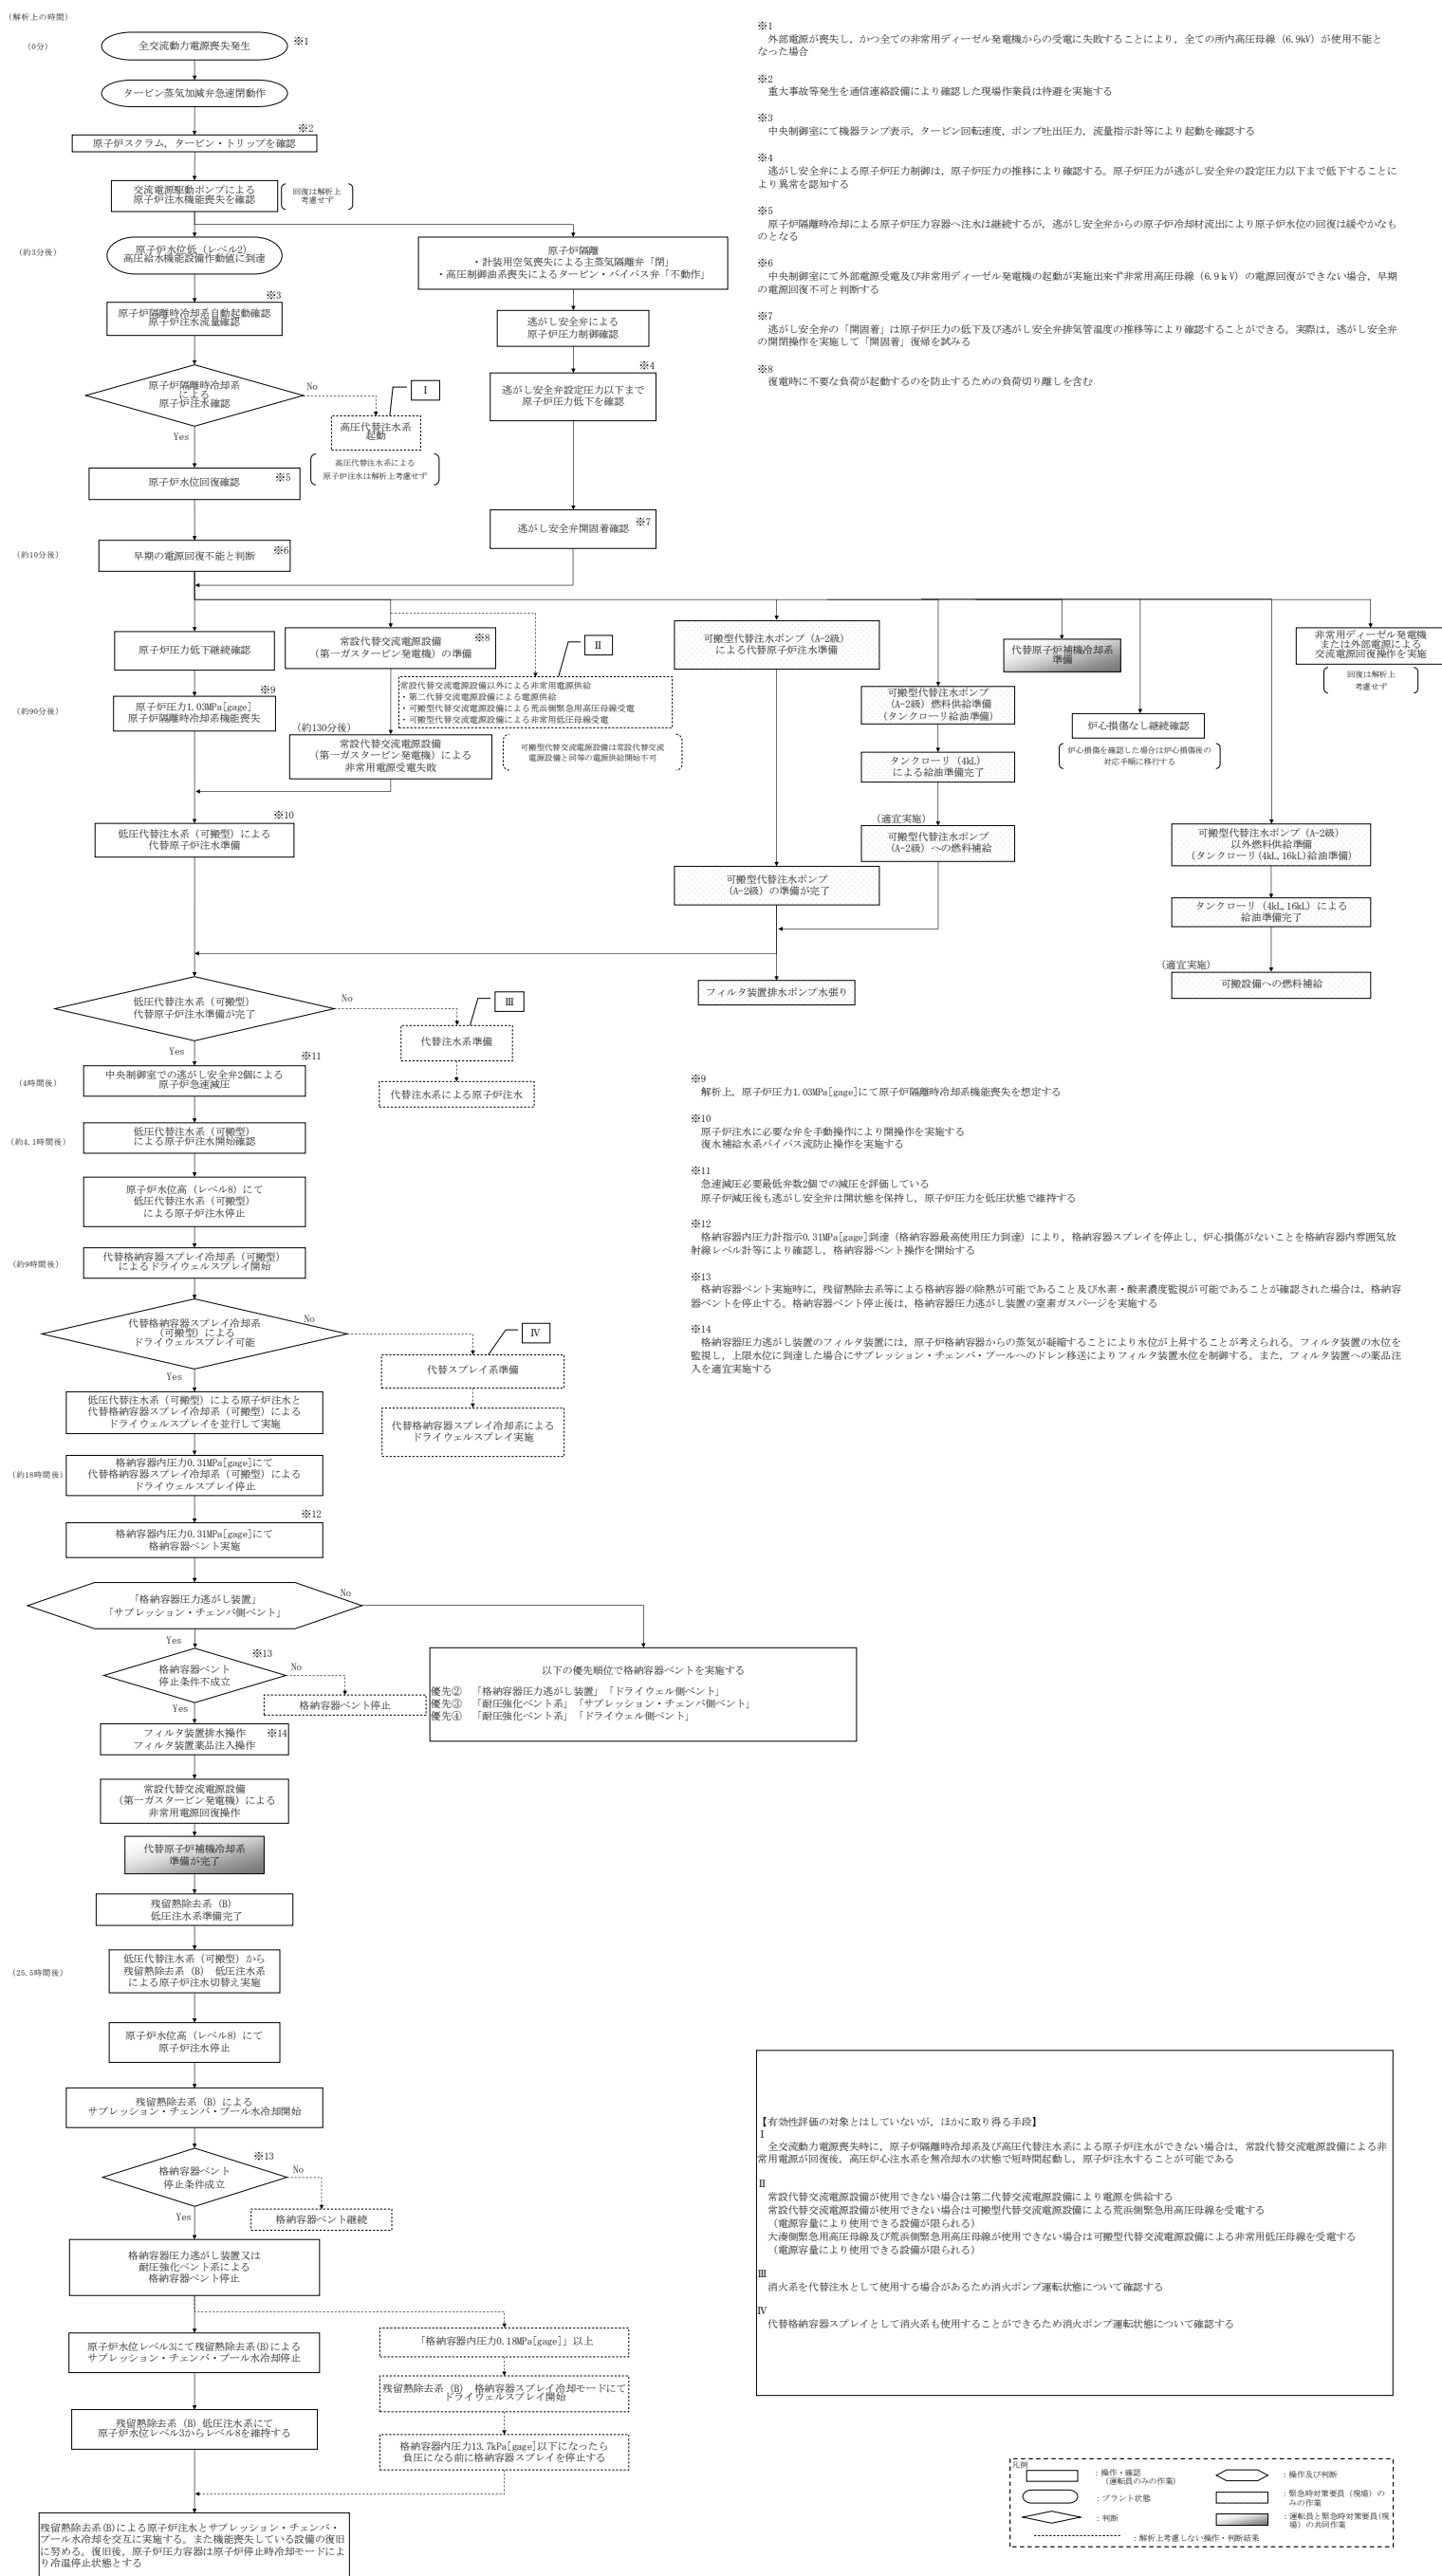 (解析上の時間)
(0分)
全交流動力電源喪失発生
※1
タービン蒸気加減弁急速閉動作
※2
原子炉スクラム，タービン・トリップを確認
交流電源駆動ポンプによる
原子炉注水機能喪失を確認
回復は解析上
考慮せず
(約3分後)
原子炉水位低（レベル2）
高圧給水機能設備作動値に到達
原子炉隔離
・計装用空気喪失による主蒸気隔離弁「閉」
・高圧制御油系喪失によるタービン・バイパス弁「不動作」
※3
原子炉隔離時冷却系自動起動確認
原子炉注水流量確認
逃がし安全弁による
原子炉圧力制御確認
原子炉隔離時冷却系
による
原子炉注水確認
No
Yes
Ⅰ
高圧代替注水系
起動
高圧代替注水系による
原子炉注水は解析上考慮せず
※4
逃がし安全弁設定圧力以下まで
原子炉圧力低下を確認
原子炉水位回復確認
※5
逃がし安全弁開固着確認
※7
(約10分後)
早期の電源回復不能と判断
※6
原子炉圧力低下継続確認
常設代替交流電源設備
（第一ガスタービン発電機）の準備
※8
Ⅱ
常設代替交流電源設備以外による非常用電源供給
・第二代替交流電源設備による電源供給
・可搬型代替交流電源設備による荒浜側緊急用高圧母線受電
・可搬型代替交流電源設備による非常用低圧母線受電
可搬型代替交流電源設備は常設代替交流
電源設備と同等の電源供給開始不可
(約90分後)
※9
原子炉圧力1.03MPa[gage]
原子炉隔離時冷却系機能喪失
(約130分後)
常設代替交流電源設備
（第一ガスタービン発電機）による
非常用電源受電失敗
可搬型代替注水ポンプ（A-2級）
による代替原子炉注水準備
可搬型代替注水ポンプ
（A-2級）燃料供給準備
（タンクローリ給油準備）
タンクローリ（4kL）
による給油準備完了
(適宜実施)
可搬型代替注水ポンプ
（A-2級）への燃料補給
代替原子炉補機冷却系
準備
炉心損傷なし継続確認
炉心損傷を確認した場合は炉心損傷後の
対応手順に移行する
非常用ディーゼル発電機
または外部電源による
交流電源回復操作を実施
回復は解析上
考慮せず
可搬型代替注水ポンプ（A-2級）
以外燃料供給準備
（タンクローリ(4kL,16kL)給油準備）
タンクローリ（4kL,16kL）による
給油準備完了
(適宜実施)
可搬設備への燃料補給
※10
低圧代替注水系（可搬型）による
代替原子炉注水準備
可搬型代替注水ポンプ
（A-2級）の準備が完了
フィルタ装置排水ポンプ水張り
低圧代替注水系（可搬型）
代替原子炉注水準備が完了
No
Yes
Ⅲ
代替注水系準備
代替注水系による原子炉注水
(4時間後)
※11
中央制御室での逃がし安全弁2個による
原子炉急速減圧
(約4.1時間後)
低圧代替注水系（可搬型）
による原子炉注水開始確認
原子炉水位高（レベル8）にて
低圧代替注水系（可搬型）
による原子炉注水停止
(約9時間後)
代替格納容器スプレイ冷却系（可搬型）
によるドライウェルスプレイ開始
代替格納容器スプレイ冷却系
（可搬型）による
ドライウェルスプレイ可能
No
Yes
Ⅳ
代替スプレイ系準備
代替格納容器スプレイ冷却系による
ドライウェルスプレイ実施
低圧代替注水系（可搬型）による原子炉注水と
代替格納容器スプレイ冷却系（可搬型）による
ドライウェルスプレイを並行して実施
(約18時間後)
格納容器内圧力0.31MPa[gage]にて
代替格納容器スプレイ冷却系（可搬型）による
ドライウェルスプレイ停止
※12
格納容器内圧力0.31MPa[gage]にて
格納容器ベント実施
「格納容器圧力逃がし装置」
「サプレッション・チェンバ側ベント」
No
Yes
以下の優先順位で格納容器ベントを実施する
優先② 「格納容器圧力逃がし装置」「ドライウェル側ベント」
優先③ 「耐圧強化ベント系」「サプレッション・チェンバ側ベント」
優先④ 「耐圧強化ベント系」「ドライウェル側ベント」
※13
格納容器ベント
停止条件不成立
No
Yes
格納容器ベント停止
フィルタ装置排水操作
フィルタ装置薬品注入操作
※14
常設代替交流電源設備
（第一ガスタービン発電機）による
非常用電源回復操作
代替原子炉補機冷却系
準備が完了
残留熱除去系（B）
低圧注水系準備完了
(25.5時間後)
低圧代替注水系（可搬型）から
残留熱除去系（B） 低圧注水系
による原子炉注水切替え実施
原子炉水位高（レベル8）にて
原子炉注水停止
残留熱除去系（B）による
サプレッション・チェンバ・プール水冷却開始
※13
格納容器ベント
停止条件成立
No
Yes
格納容器ベント継続
格納容器圧力逃がし装置又は
耐圧強化ベント系による
格納容器ベント停止
原子炉水位レベル3にて残留熱除去系(B)による
サプレッション・チェンバ・プール水冷却停止
残留熱除去系（B）低圧注水系にて
原子炉水位レベル3からレベル8を維持する
「格納容器内圧力0.18MPa[gage]」以上
残留熱除去系（B） 格納容器スプレイ冷却モードにて
ドライウェルスプレイ開始
格納容器内圧力13.7kPa[gage]以下になったら
負圧になる前に格納容器スプレイを停止する
残留熱除去系(B)による原子炉注水とサプレッション・チェンバ・
プール水冷却を交互に実施する。また機能喪失している設備の復旧
に努める。復旧後，原子炉圧力容器は原子炉停止時冷却モードによ
り冷温停止状態とする
※1
外部電源が喪失し，かつ全ての非常用ディーゼル発電機からの受電に失敗することにより，全ての所内高圧母線（6.9kV）が使用不能と
なった場合
※2
重大事故等発生を通信連絡設備により確認した現場作業員は待避を実施する
※3
中央制御室にて機器ランプ表示，タービン回転速度，ポンプ吐出圧力，流量指示計等により起動を確認する
※4
逃がし安全弁による原子炉圧力制御は，原子炉圧力の推移により確認する。原子炉圧力が逃がし安全弁の設定圧力以下まで低下することに
より異常を認知する
※5
原子炉隔離時冷却による原子炉圧力容器へ注水は継続するが，逃がし安全弁からの原子炉冷却材流出により原子炉水位の回復は緩やかなも
のとなる
※6
中央制御室にて外部電源受電及び非常用ディーゼル発電機の起動が実施出来ず非常用高圧母線（6.9kV）の電源回復ができない場合，早期
の電源回復不可と判断する
※7
逃がし安全弁の「開固着」は原子炉圧力の低下及び逃がし安全弁排気管温度の推移等により確認することができる。実際は，逃がし安全弁
の開閉操作を実施して「開固着」復帰を試みる
※8
復電時に不要な負荷が起動するのを防止するための負荷切り離しを含む
※9
解析上，原子炉圧力1.03MPa[gage]にて原子炉隔離時冷却系機能喪失を想定する
※10
原子炉注水に必要な弁を手動操作により開操作を実施する
復水補給水系バイパス流防止操作を実施する
※11
急速減圧必要最低弁数2個での減圧を評価している
原子炉減圧後も逃がし安全弁は開状態を保持し，原子炉圧力を低圧状態で維持する
※12
格納容器内圧力計指示0.31MPa[gage]到達（格納容器最高使用圧力到達）により，格納容器スプレイを停止し，炉心損傷がないことを格納容器内雰囲気放
射線レベル計等により確認し，格納容器ベント操作を開始する
※13
格納容器ベント実施時に，残留熱除去系等による格納容器の除熱が可能であること及び水素・酸素濃度監視が可能であることが確認された場合は，格納容
器ベントを停止する。格納容器ベント停止後は，格納容器圧力逃がし装置の窒素ガスパージを実施する
※14
格納容器圧力逃がし装置のフィルタ装置には，原子炉格納容器からの蒸気が凝縮することにより水位が上昇することが考えられる。フィルタ装置の水位を
監視し，上限水位に到達した場合にサプレッション・チェンバ・プールへのドレン移送によりフィルタ装置水位を制御する。また，フィルタ装置への薬品注
入を適宜実施する
【有効性評価の対象とはしていないが，ほかに取り得る手段】
Ⅰ
全交流動力電源喪失時に，原子炉隔離時冷却系及び高圧代替注水系による原子炉注水ができない場合は，常設代替交流電源設備による非
常用電源が回復後，高圧炉心注水系を無冷却水の状態で短時間起動し，原子炉注水することが可能である
Ⅱ
常設代替交流電源設備が使用できない場合は第二代替交流電源設備により電源を供給する
常設代替交流電源設備が使用できない場合は可搬型代替交流電源設備による荒浜側緊急用高圧母線を受電する
（電源容量により使用できる設備が限られる）
大湊側緊急用高圧母線及び荒浜側緊急用高圧母線が使用できない場合は可搬型代替交流電源設備による非常用低圧母線を受電する
（電源容量により使用できる設備が限られる）
Ⅲ
消火系を代替注水として使用する場合があるため消火ポンプ運転状態について確認する
Ⅳ
代替格納容器スプレイとして消火系も使用することができるため消火ポンプ運転状態について確認する
凡例
：操作・確認
（運転員のみの作業）
：プラント状態
：判断
：解析上考慮しない操作・判断結果
：操作及び判断
：緊急時対策要員（現場）の
みの作業
：運転員と緊急時対策要員(現
場）の共同作業